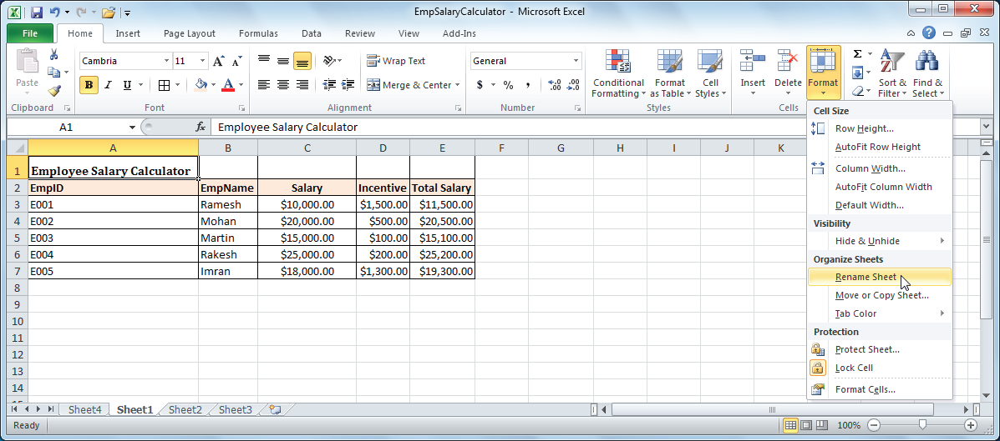 EmpSalaryCalculator - Microsoft Excel
File Home Insert Page Layout Formulas Data Review View Add-Ins
Paste
Clipboard
Cambria 11 A A
B I U A
Font
Wrap Text
Merge & Center
Alignment
General
$ % , .00 .0 .00
Number
Conditional Formatting
Format as Table
Cell Styles
Styles
Insert Delete Format
Cells
Σ
Sort & Filter
Find & Select
A1 fx Employee Salary Calculator
A B C D E F G H I J K
1 Employee Salary Calculator
2 EmpID EmpName Salary Incentive Total Salary
3 E001 Ramesh $10,000.00 $1,500.00 $11,500.00
4 E002 Mohan $20,000.00 $500.00 $20,500.00
5 E003 Martin $15,000.00 $100.00 $15,100.00
6 E004 Rakesh $25,000.00 $200.00 $25,200.00
7 E005 Imran $18,000.00 $1,300.00 $19,300.00
8
9
10
11
12
13
14
Cell Size
Row Height...
AutoFit Row Height
Column Width...
AutoFit Column Width
Default Width...
Visibility
Hide & Unhide
Organize Sheets
Rename Sheet
Move or Copy Sheet...
Tab Color
Protection
Protect Sheet...
Lock Cell
Format Cells...
Sheet4 Sheet1 Sheet2 Sheet3
Ready 100%